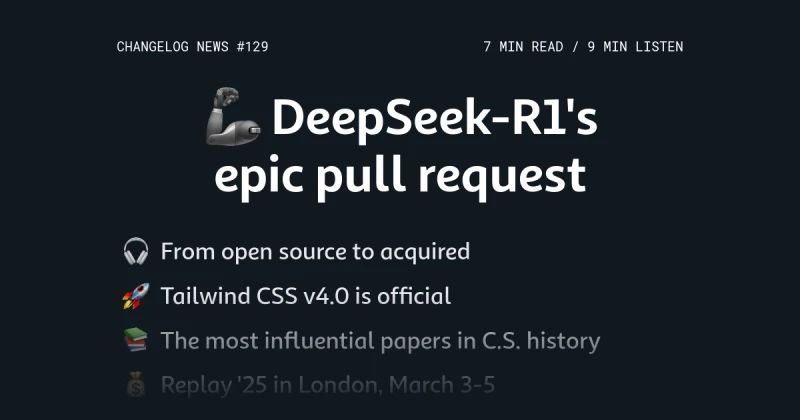 CHANGELOG NEWS #129
7 MIN READ / 9 MIN LISTEN
DeepSeek-R1's
epic pull request
From open source to acquired
Tailwind CSS v4.0 is official
The most influential papers in C.S. history
Replay '25 in London, March 3-5